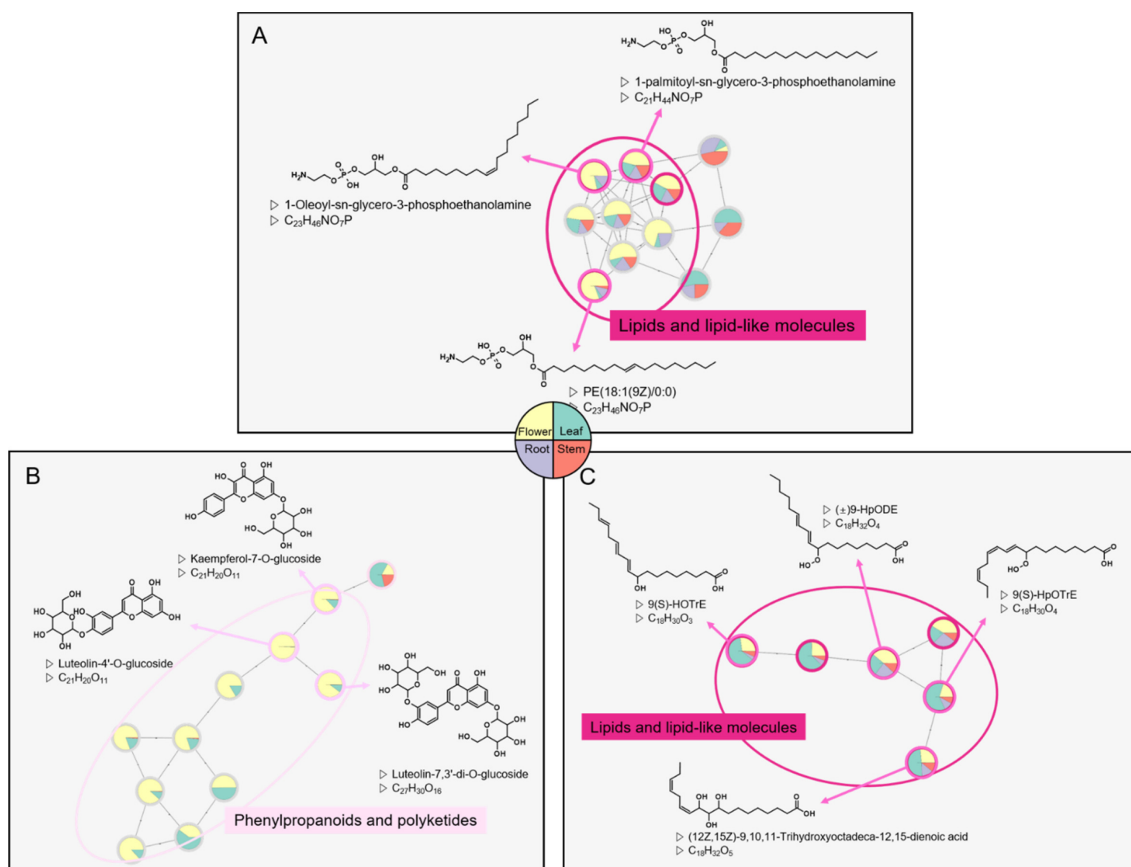 A
1-palmitoyl-sn-glycero-3-phosphoethanolamine
C21H44NO7P
1-Oleoyl-sn-glycero-3-phosphoethanolamine
C23H46NO7P
Lipids and lipid-like molecules
PE(18:1(9Z)/0:0)
C23H46NO7P
Flower
Leaf
Root
Stem
B
Kaempferol-7-O-glucoside
C21H20O11
Luteolin-4'-O-glucoside
C21H20O11
Luteolin-7,3'-di-O-glucoside
C27H30O16
Phenylpropanoids and polyketides
C
(±)9-HpODE
C18H32O4
9(S)-HOTrE
C18H30O3
9(S)-HpOTrE
C18H30O4
Lipids and lipid-like molecules
(12Z,15Z)-9,10,11-Trihydroxyoctadeca-12,15-dienoic acid
C18H32O5